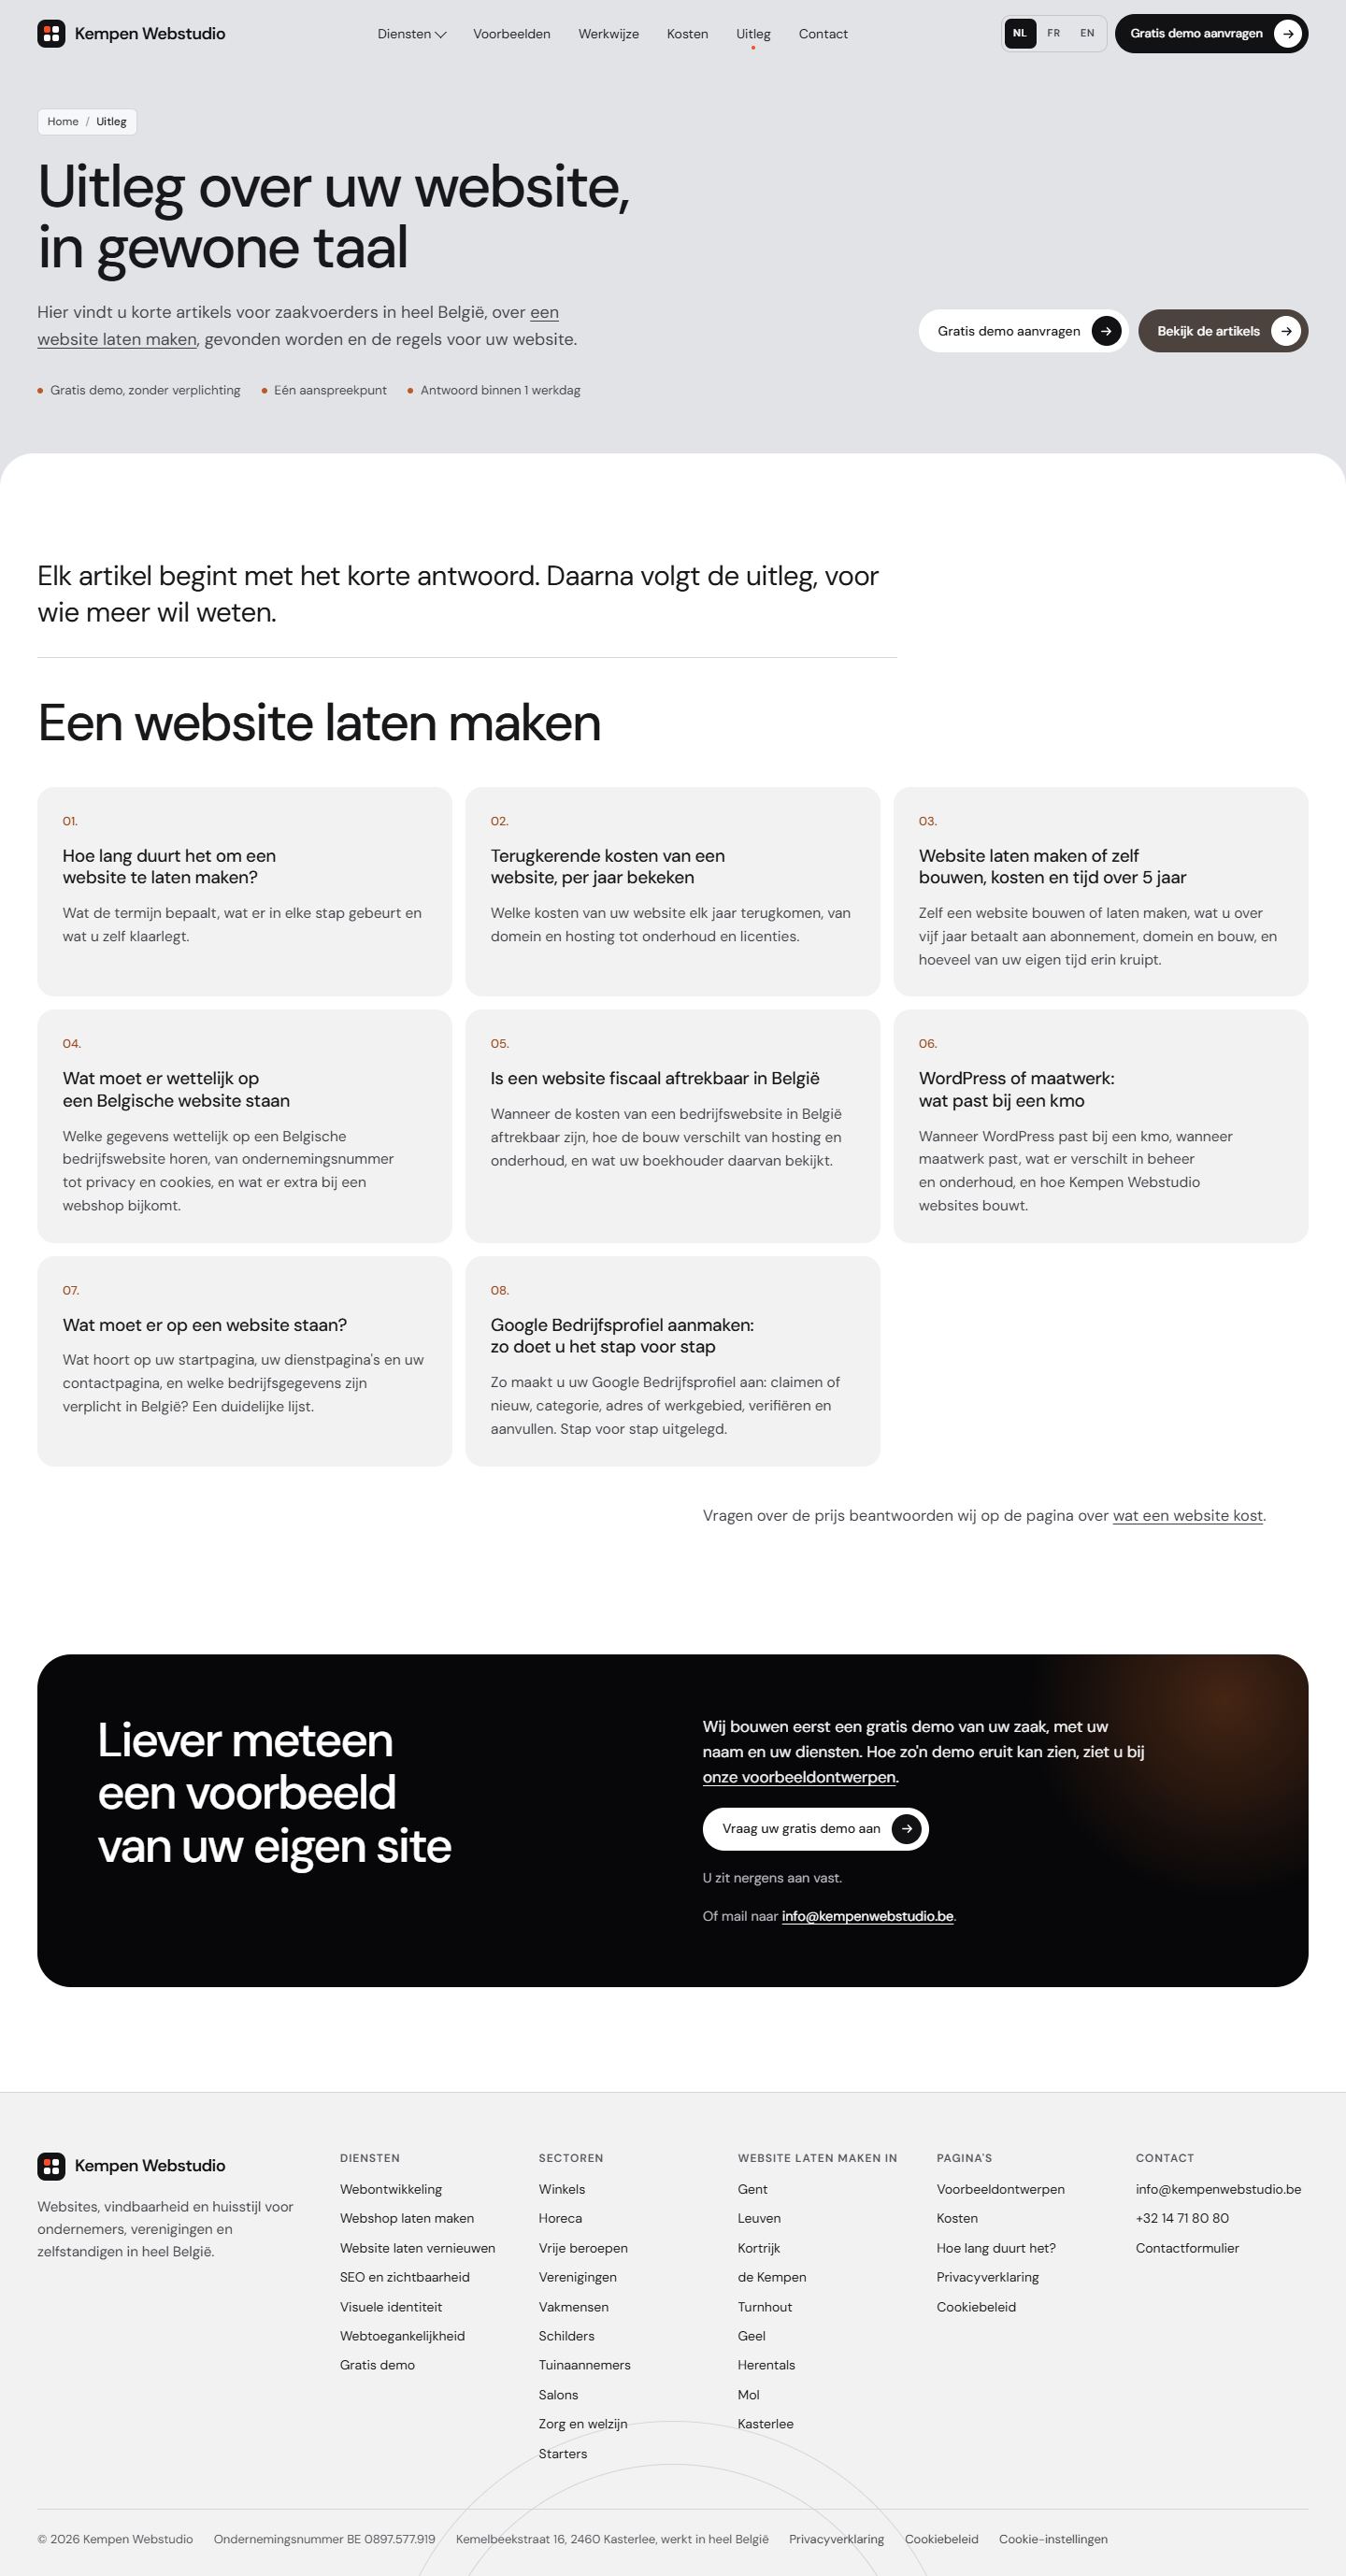 Kempen Webstudio
Diensten
Voorbeelden
Werkwijze
Kosten
Uitleg
Contact
NL
FR
EN
Gratis demo aanvragen
Home / Uitleg
Uitleg over uw website,
in gewone taal
Hier vindt u korte artikels voor zaakvoerders in heel België, over een
website laten maken, gevonden worden en de regels voor uw website.
Gratis demo aanvragen
Bekijk de artikels
Gratis demo, zonder verplichting
Eén aanspreekpunt
Antwoord binnen 1 werkdag
Elk artikel begint met het korte antwoord. Daarna volgt de uitleg, voor
wie meer wil weten.
Een website laten maken
01.
Hoe lang duurt het om een
website te laten maken?
Wat de termijn bepaalt, wat er in elke stap gebeurt en
wat u zelf klaarlegt.
02.
Terugkerende kosten van een
website, per jaar bekeken
Welke kosten van uw website elk jaar terugkomen, van
domein en hosting tot onderhoud en licenties.
03.
Website laten maken of zelf
bouwen, kosten en tijd over 5 jaar
Zelf een website bouwen of laten maken, wat u over
vijf jaar betaalt aan abonnement, domein en bouw, en
hoeveel van uw eigen tijd erin kruipt.
04.
Wat moet er wettelijk op
een Belgische website staan
Welke gegevens wettelijk op een Belgische
bedrijfswebsite horen, van ondernemingsnummer
tot privacy en cookies, en wat er extra bij een
webshop bijkomt.
05.
Is een website fiscaal aftrekbaar in België
Wanneer de kosten van een bedrijfswebsite in België
aftrekbaar zijn, hoe de bouw verschilt van hosting en
onderhoud, en wat uw boekhouder daarvan bekijkt.
06.
WordPress of maatwerk:
wat past bij een kmo
Wanneer WordPress past bij een kmo, wanneer
maatwerk past, wat er verschilt in beheer
en onderhoud, en hoe Kempen Webstudio
websites bouwt.
07.
Wat moet er op een website staan?
Wat hoort op uw startpagina, uw dienstpagina's en uw
contactpagina, en welke bedrijfsgegevens zijn
verplicht in België? Een duidelijke lijst.
08.
Google Bedrijfsprofiel aanmaken:
zo doet u het stap voor stap
Zo maakt u uw Google Bedrijfsprofiel aan: claimen of
nieuw, categorie, adres of werkgebied, verifiëren en
aanvullen. Stap voor stap uitgelegd.
Vragen over de prijs beantwoorden wij op de pagina over wat een website kost.
Liever meteen
een voorbeeld
van uw eigen site
Wij bouwen eerst een gratis demo van uw zaak, met uw
naam en uw diensten. Hoe zo'n demo eruit kan zien, ziet u bij
onze voorbeeldontwerpen.
Vraag uw gratis demo aan
U zit nergens aan vast.
Of mail naar info@kempenwebstudio.be.
Kempen Webstudio
Websites, vindbaarheid en huisstijl voor
ondernemers, verenigingen en
zelfstandigen in heel België.
DIENSTEN
Webontwikkeling
Webshop laten maken
Website laten vernieuwen
SEO en zichtbaarheid
Visuele identiteit
Webtoegankelijkheid
Gratis demo
SECTOREN
Winkels
Horeca
Vrije beroepen
Verenigingen
Vakmensen
Schilders
Tuinaannemers
Salons
Zorg en welzijn
Starters
WEBSITE LATEN MAKEN IN
Gent
Leuven
Kortrijk
de Kempen
Turnhout
Geel
Herentals
Mol
Kasterlee
PAGINA'S
Voorbeeldontwerpen
Kosten
Hoe lang duurt het?
Privacyverklaring
Cookiebeleid
CONTACT
info@kempenwebstudio.be
+32 14 71 80 80
Contactformulier
© 2026 Kempen Webstudio
Ondernemingsnummer BE 0897.577.919
Kemelbeekstraat 16, 2460 Kasterlee, werkt in heel België
Privacyverklaring
Cookiebeleid
Cookie-instellingen